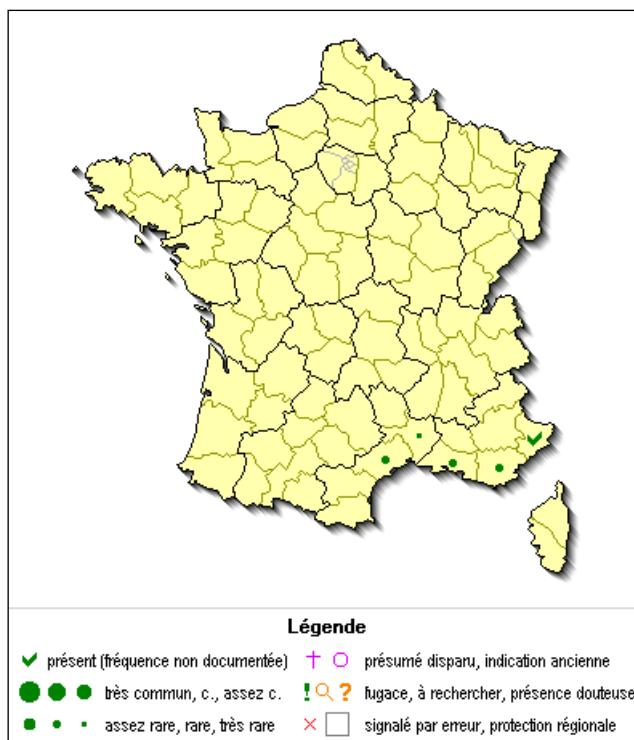 Légende
présent (fréquence non documentée)
présumé disparu, indication ancienne
très commun, c., assez c.
! ? fugace, à rechercher, présence douteuse
assez rare, rare, très rare
signalé par erreur, protection régionale